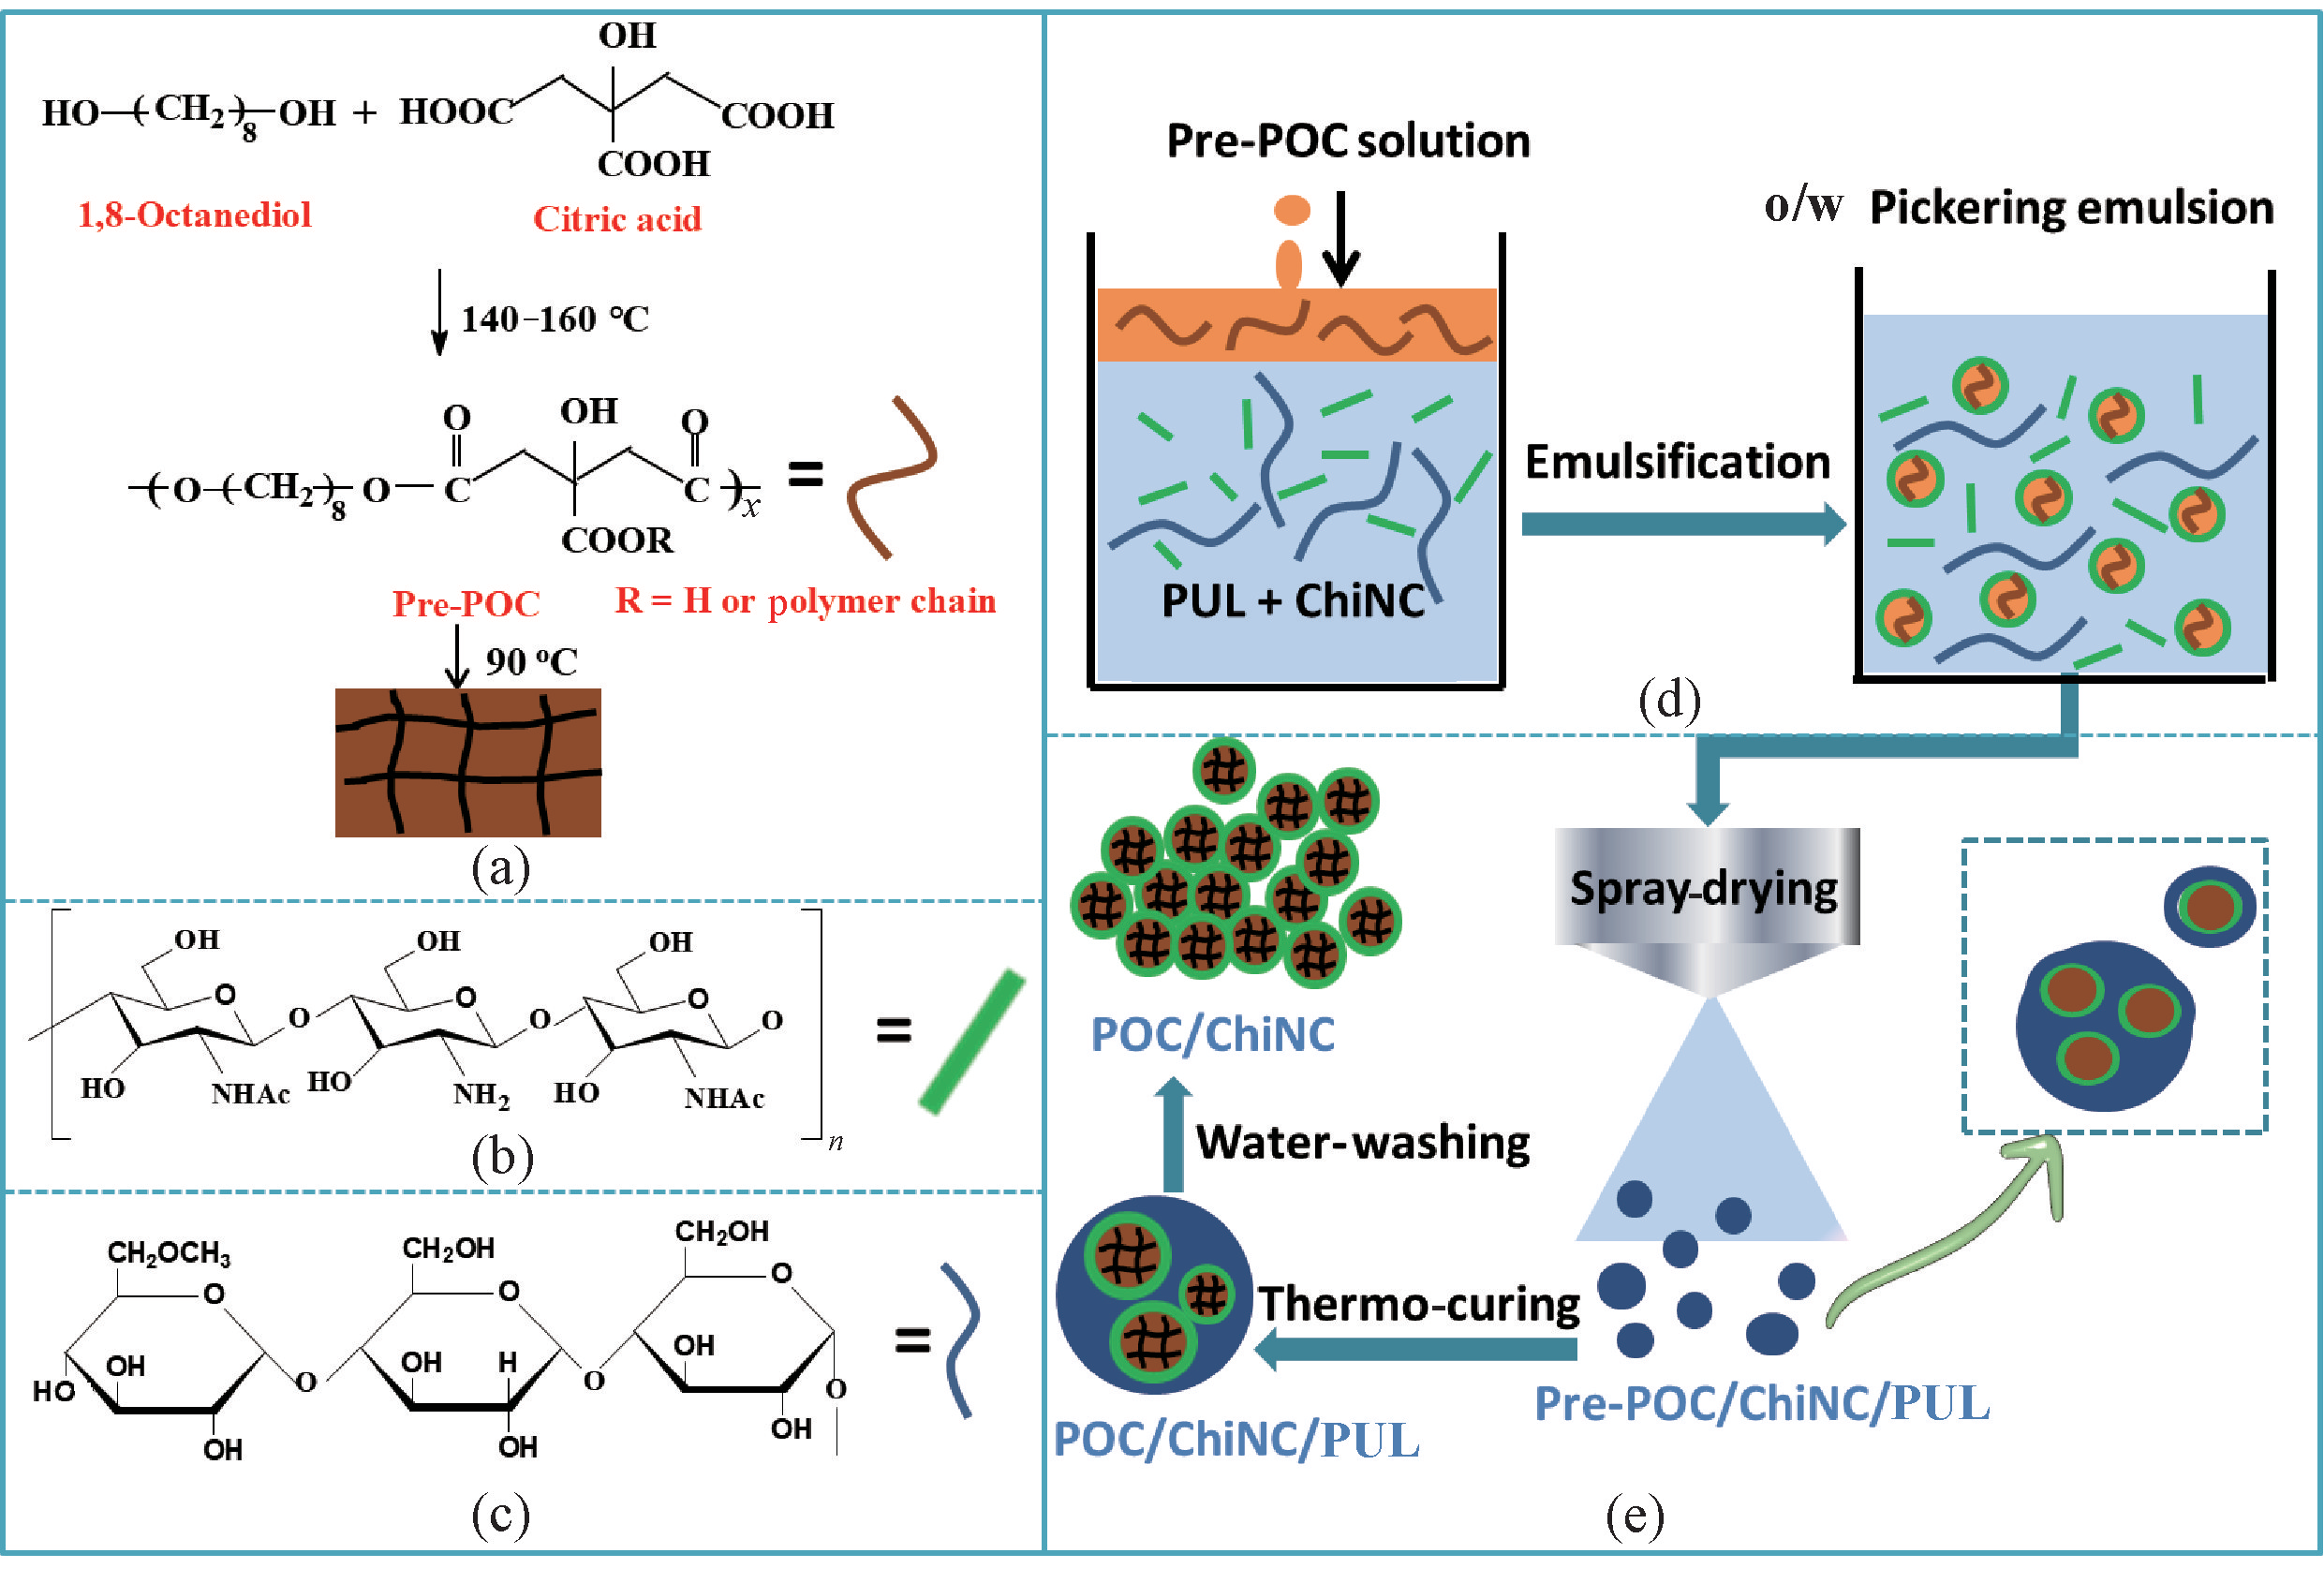 OH
HO—(CH2)8—OH + HOOC COOH
COOH
1,8-Octanediol
Citric acid
140–160 °C
O OH O
(O—(CH2)8 O—C C)x =
COOR
Pre-POC
R = H or polymer chain
90 °C
(a)
OH OH OH
O O O O O O
=
HO NHAc HO NH2 HO NHAc
n
(b)
CH2OCH3 CH2OH CH2OH
O O O
OH OH H OH
HO O O O
=
OH OH OH
(c)
Pre-POC solution
PUL + ChiNC
Emulsification
o/w Pickering emulsion
(d)
Spray-drying
POC/ChiNC
Water-washing
Thermo-curing
POC/ChiNC/PUL
Pre-POC/ChiNC/PUL
(e)